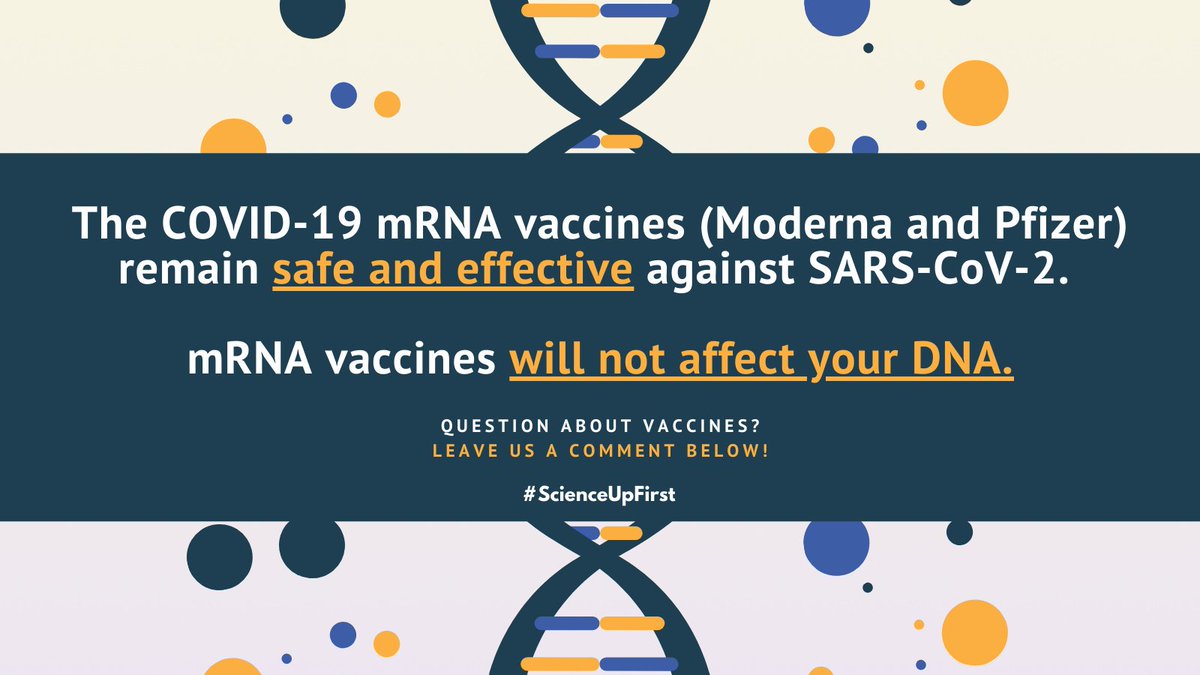 The COVID-19 mRNA vaccines (Moderna and Pfizer)
remain safe and effective against SARS-CoV-2.
mRNA vaccines will not affect your DNA.
QUESTION ABOUT VACCINES?
LEAVE US A COMMENT BELOW!
#ScienceUpFirst